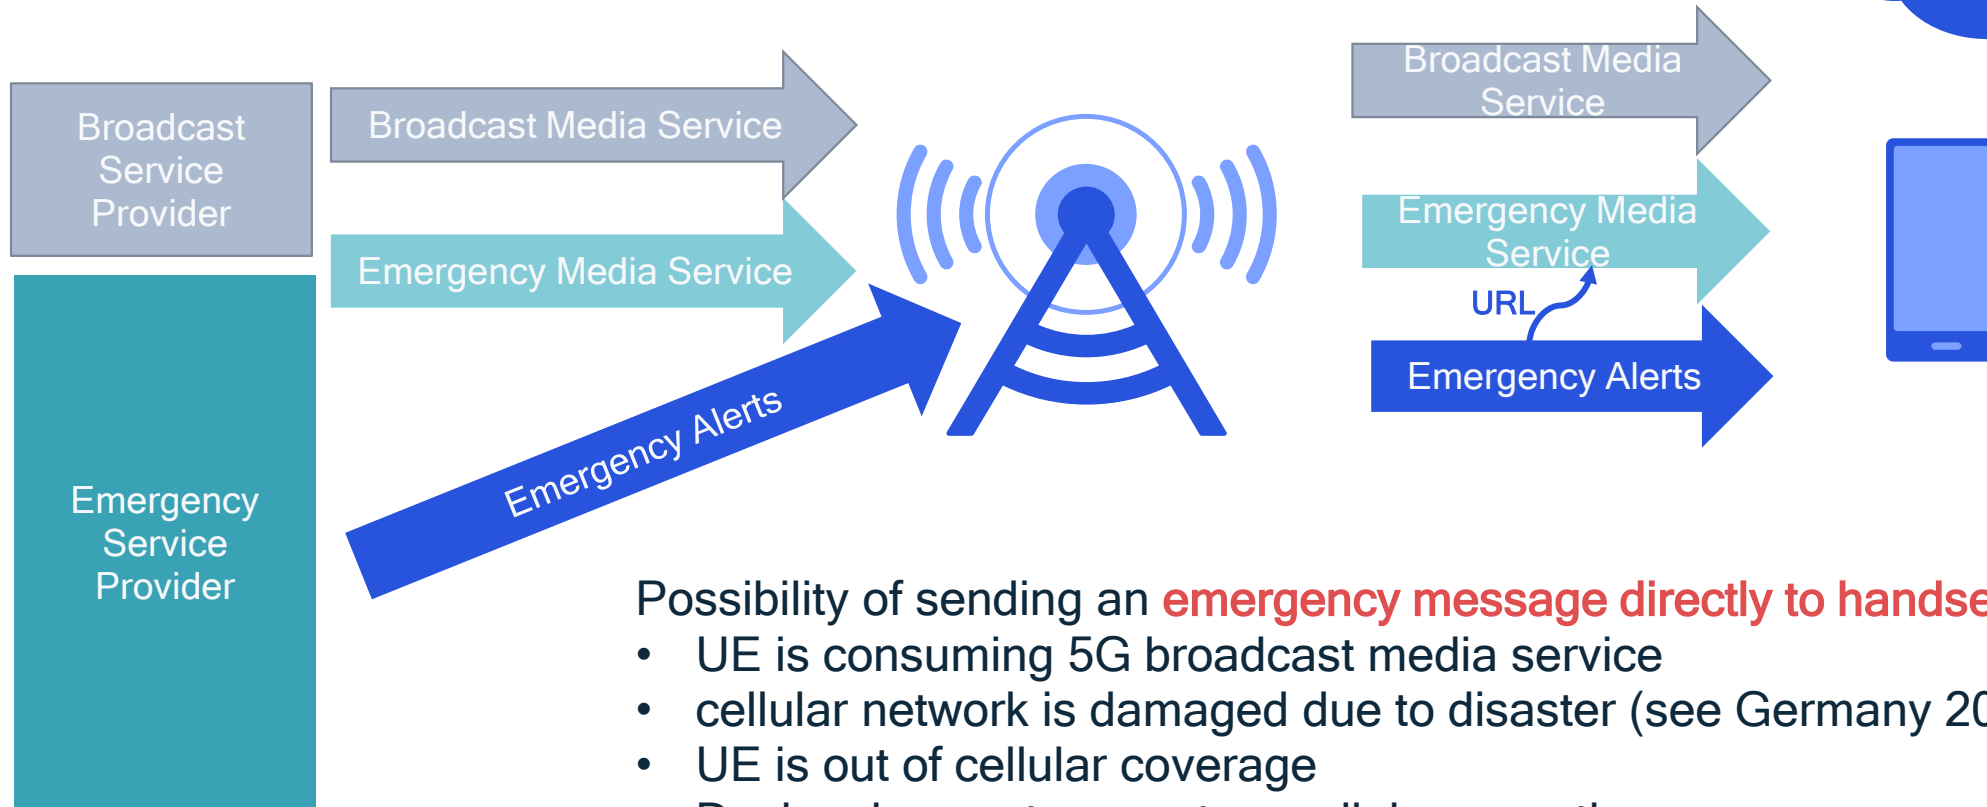 Broadcast
Service
Provider
Broadcast Media Service
Emergency Media Service
Emergency Alerts
Emergency
Service
Provider
Broadcast Media
Service
Emergency Media
Service
URL
Emergency Alerts
Possibility of sending an emergency message directly to
• UE is consuming 5G broadcast media service
• cellular network is damaged due to disaster (see Germany
• UE is out of cellular coverage